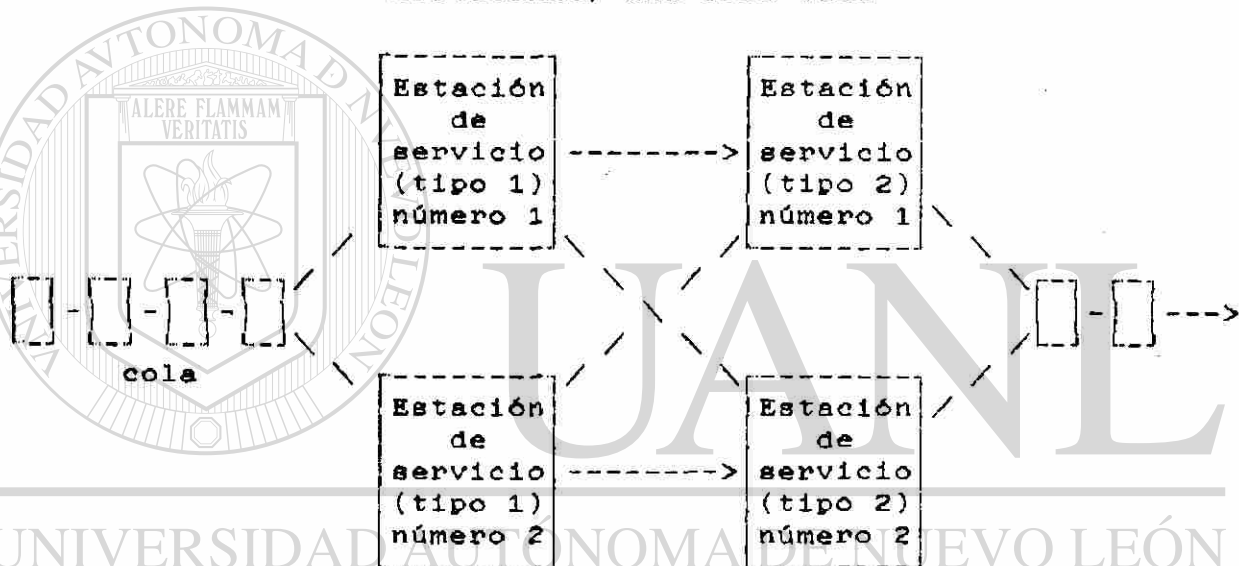 Estación
de
servicio
(tipo 1)
número 1
Estación
de
servicio
(tipo 2)
número 1
cola
Estación
de
servicio
(tipo 1)
número 2
Estación
de
servicio
(tipo 2)
número 2
ALERE FLAMMAM
VERITATIS
UANL
UNIVERSIDAD AUTÓNOMA DE NUEVO LEÓN